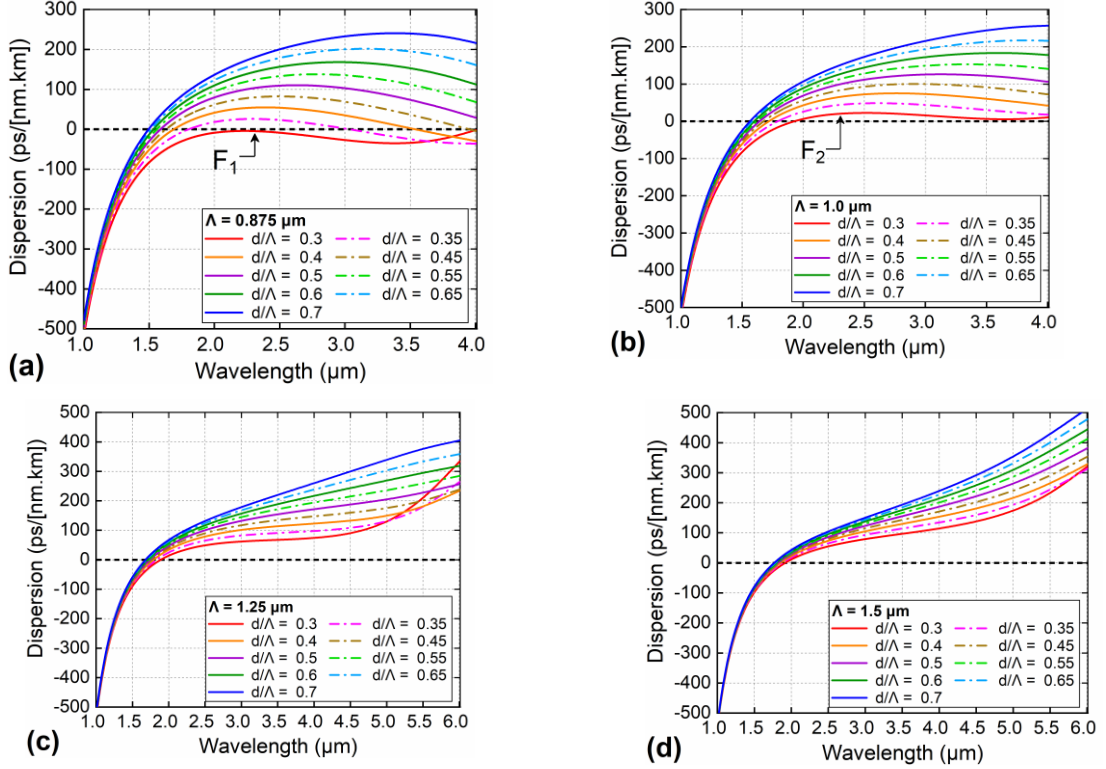 300
200
100
0
-100
-200
-300
-400
-500
Dispersion (ps/[nm.km])
F1
Λ = 0.875 μm
d/Λ = 0.3 d/Λ = 0.35
d/Λ = 0.4 d/Λ = 0.45
d/Λ = 0.5 d/Λ = 0.55
d/Λ = 0.6 d/Λ = 0.65
d/Λ = 0.7
1.0 1.5 2.0 2.5 3.0 3.5 4.0
Wavelength (μm)
(a)
300
200
100
0
-100
-200
-300
-400
-500
Dispersion (ps/[nm.km])
F2
Λ = 1.0 μm
d/Λ = 0.3 d/Λ = 0.35
d/Λ = 0.4 d/Λ = 0.45
d/Λ = 0.5 d/Λ = 0.55
d/Λ = 0.6 d/Λ = 0.65
d/Λ = 0.7
1.0 1.5 2.0 2.5 3.0 3.5 4.0
Wavelength (μm)
(b)
500
400
300
200
100
0
-100
-200
-300
-400
-500
Dispersion (ps/[nm.km])
Λ = 1.25 μm
d/Λ = 0.3 d/Λ = 0.35
d/Λ = 0.4 d/Λ = 0.45
d/Λ = 0.5 d/Λ = 0.55
d/Λ = 0.6 d/Λ = 0.65
d/Λ = 0.7
1.0 1.5 2.0 2.5 3.0 3.5 4.0 4.5 5.0 5.5 6.0
Wavelength (μm)
(c)
500
400
300
200
100
0
-100
-200
-300
-400
-500
Dispersion (ps/[nm.km])
Λ = 1.5 μm
d/Λ = 0.3 d/Λ = 0.35
d/Λ = 0.4 d/Λ = 0.45
d/Λ = 0.5 d/Λ = 0.55
d/Λ = 0.6 d/Λ = 0.65
d/Λ = 0.7
1.0 1.5 2.0 2.5 3.0 3.5 4.0 4.5 5.0 5.5 6.0
Wavelength (μm)
(d)